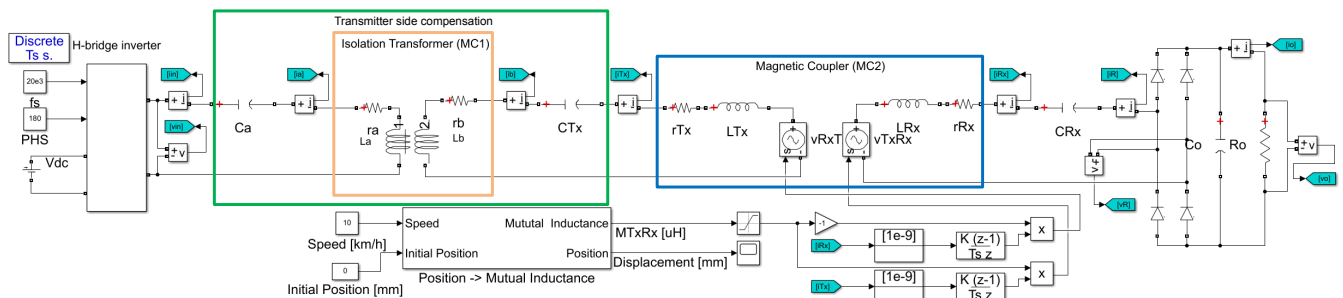 Discrete
Ts s.
H-bridge inverter
20e3
fs
180
PHS
Vdc
[iin]
[vin]
Transmitter side compensation
Isolation Transformer (MC1)
Ca
[ia]
ra
La
1
2
rb
Lb
[ib]
CTx
[iTx]
Magnetic Coupler (MC2)
rTx
LTx
vRxT
vTxRx
LRx
rRx
[iRx]
CRx
[iR]
vf
[vR]
Co
Ro
[io]
[vo]
10
Speed [km/h]
0
Initial Position [mm]
Speed
Initial Position
Mututal Inductance
Position
Position -> Mutual Inductance
MTxRx [uH]
Displacement [mm]
-1
[iRx]
[1e-9]
K (z-1)
Ts z
x
[iTx]
[1e-9]
K (z-1)
Ts z
x